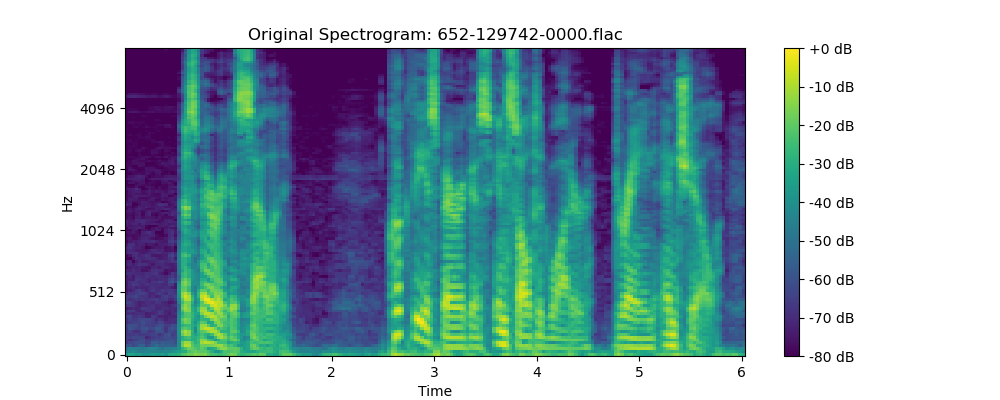 Original Spectrogram: 652-129742-0000.flac
Hz
4096
2048
1024
512
0
0 1 2 3 4 5 6
Time
+0 dB
-10 dB
-20 dB
-30 dB
-40 dB
-50 dB
-60 dB
-70 dB
-80 dB